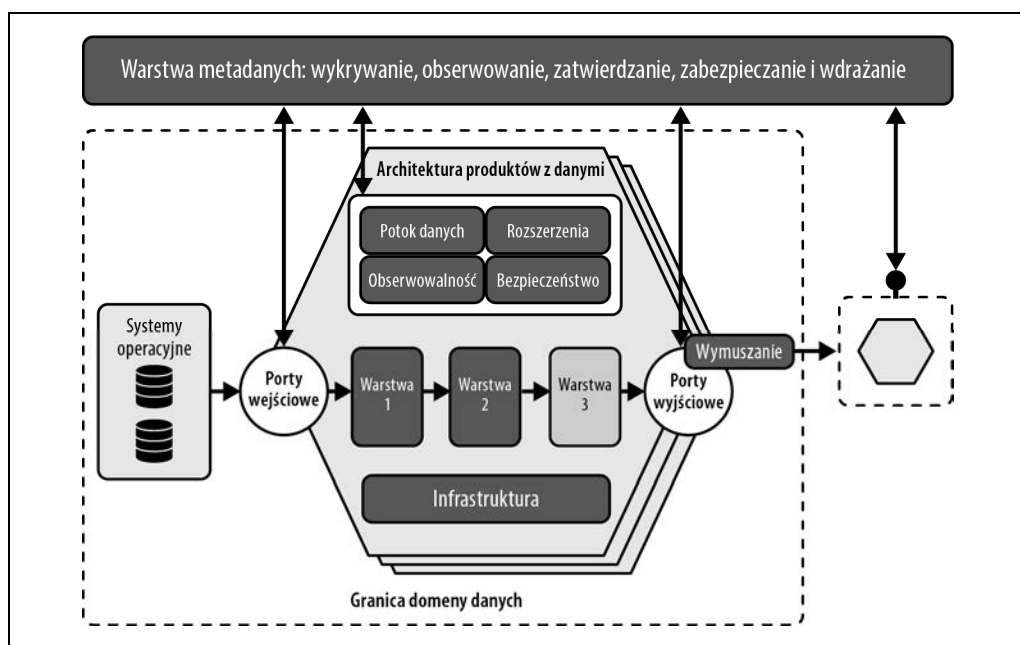 Warstwa metadanych: wykrywanie, obserwowanie, zatwierdzanie, zabezpieczanie i wdrażanie
Architektura produktów z danymi
Potok danych
Rozszerzenia
Obserwowalność
Bezpieczeństwo
Systemy
operacyjne
Porty
wejściowe
Warstwa
1
Warstwa
2
Warstwa
3
Porty
wyjściowe
Wymuszanie
Infrastruktura
Granica domeny danych